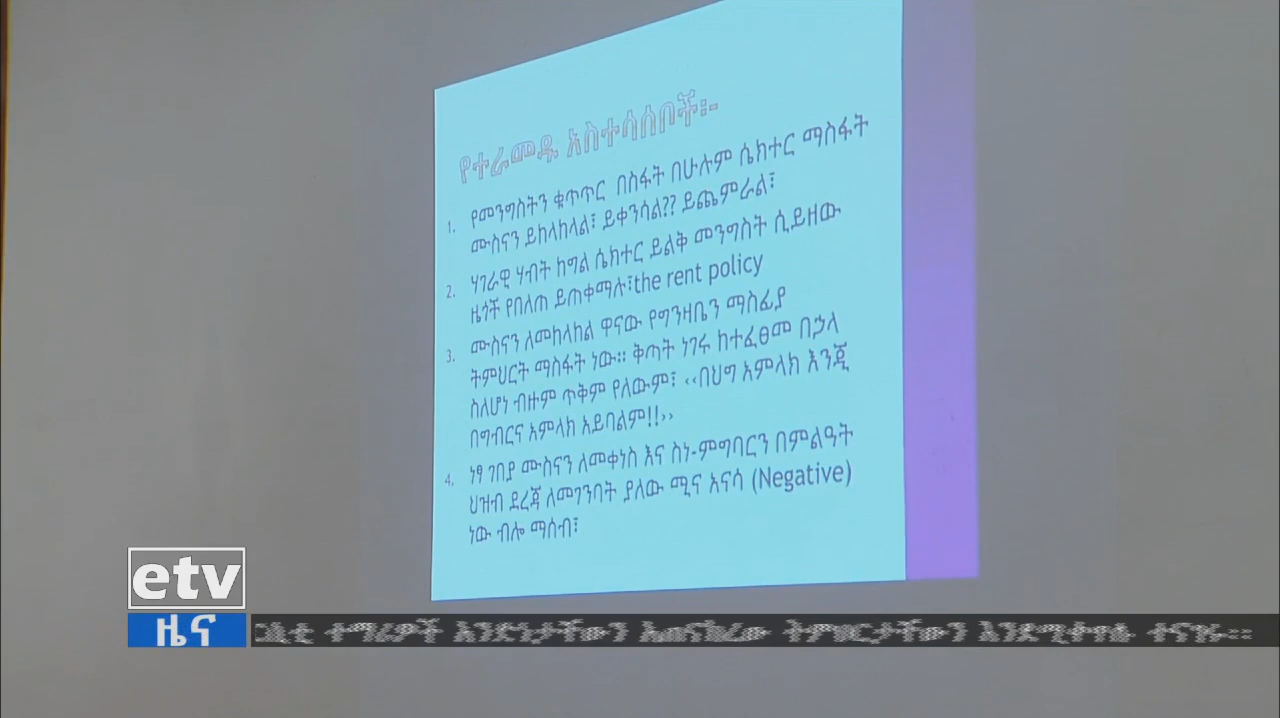 የተራመዱ አስተሳሰቦች፡-
1. የመንግስትን ቁጥጥር በስፋት በሁሉም ሴክተር ማስፋት
ሙስናን ይከላከላል፣ ይቀንሳል?? ይጨምራል፣
2. ሃገራዊ ሃብት ከግል ሴክተር ይልቅ መንግስት ሲይዘው
ዜጎች የበለጠ ይጠቀማሉ፣the rent policy
3. ሙስናን ለመከላከል ዋናው የግንዛቤን ማስፊያ
ትምህርት ማስፋት ነው። ቅጣት ነገሩ ከተፈፀመ በኃላ
ስለሆነ ብዙም ጥቅም የለውም፣ ‹‹በህግ አምላክ እንጂ
በግብርና አምላክ አይባልም!!››
4. ነፃ ገበያ ሙስናን ለመቀነስ እና ስነ-ምግባርን በምልዓት
ህዝብ ደረጃ ለመገንባት ያለው ሚና አናሳ (Negative)
ነው ብሎ ማሰብ፣
etv
ዜና